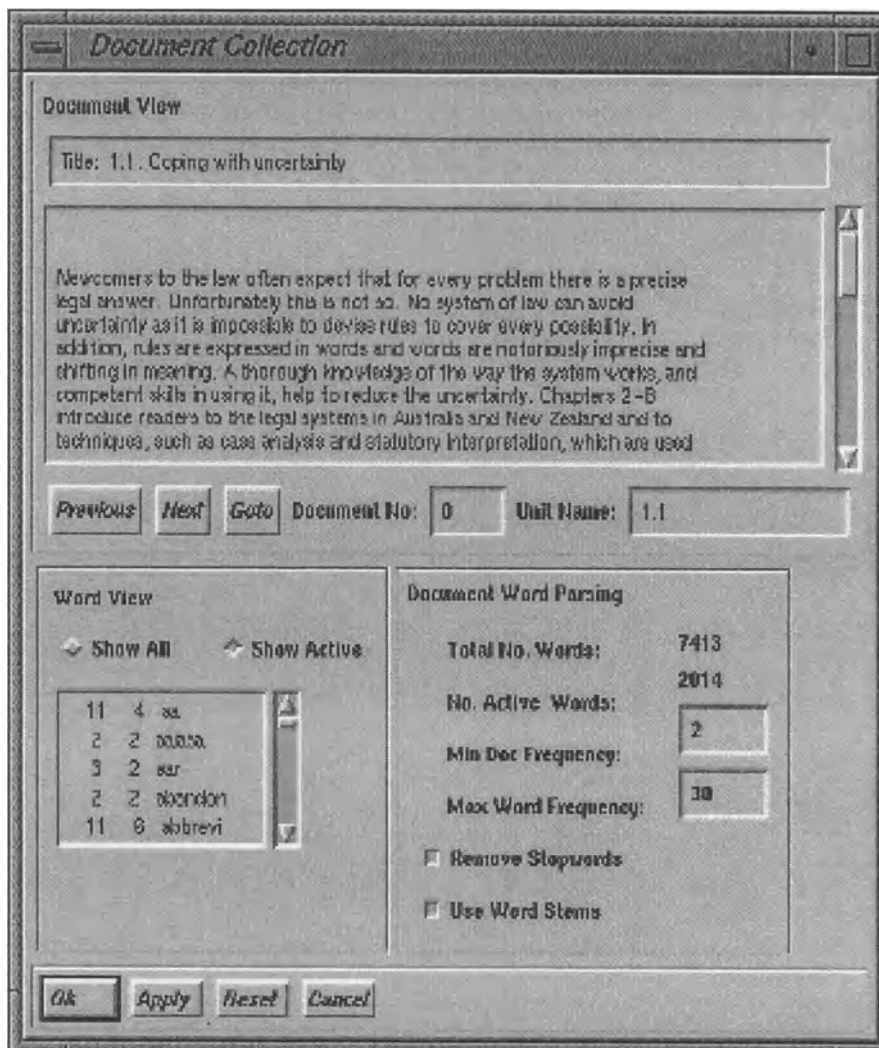 Document Collection
Document View
Title: 1.1. Coping with uncertainty
Newcomers to the law often expect that for every problem there is a precise
legal answer. Unfortunately this is not so. No system of law can avoid
uncertainty as it is impossible to devise rules to cover every possibility. In
addition, rules are expressed in words and words are notoriously imprecise and
shifting in meaning. A thorough knowledge of the way the system works, and
competent skills in using it, help to reduce the uncertainty. Chapters 2-8
introduce readers to the legal systems in Australia and New Zealand and to
techniques, such as case analysis and statutory interpretation, which are used
Previous Next Goto Document No: 0 Unit Name: 1.1
Word View
Show All Show Active
11 4 aa
2 2
3 2 aar
2 2 abandon
11 6 abbrevi
Document Word Parsing
Total No. Words: 7413
No. Active Words: 2014
Min Doc Frequency: 2
Max Word Frequency: 30
Remove Stopwords
Use Word Stems
Ok Apply Reset Cancel